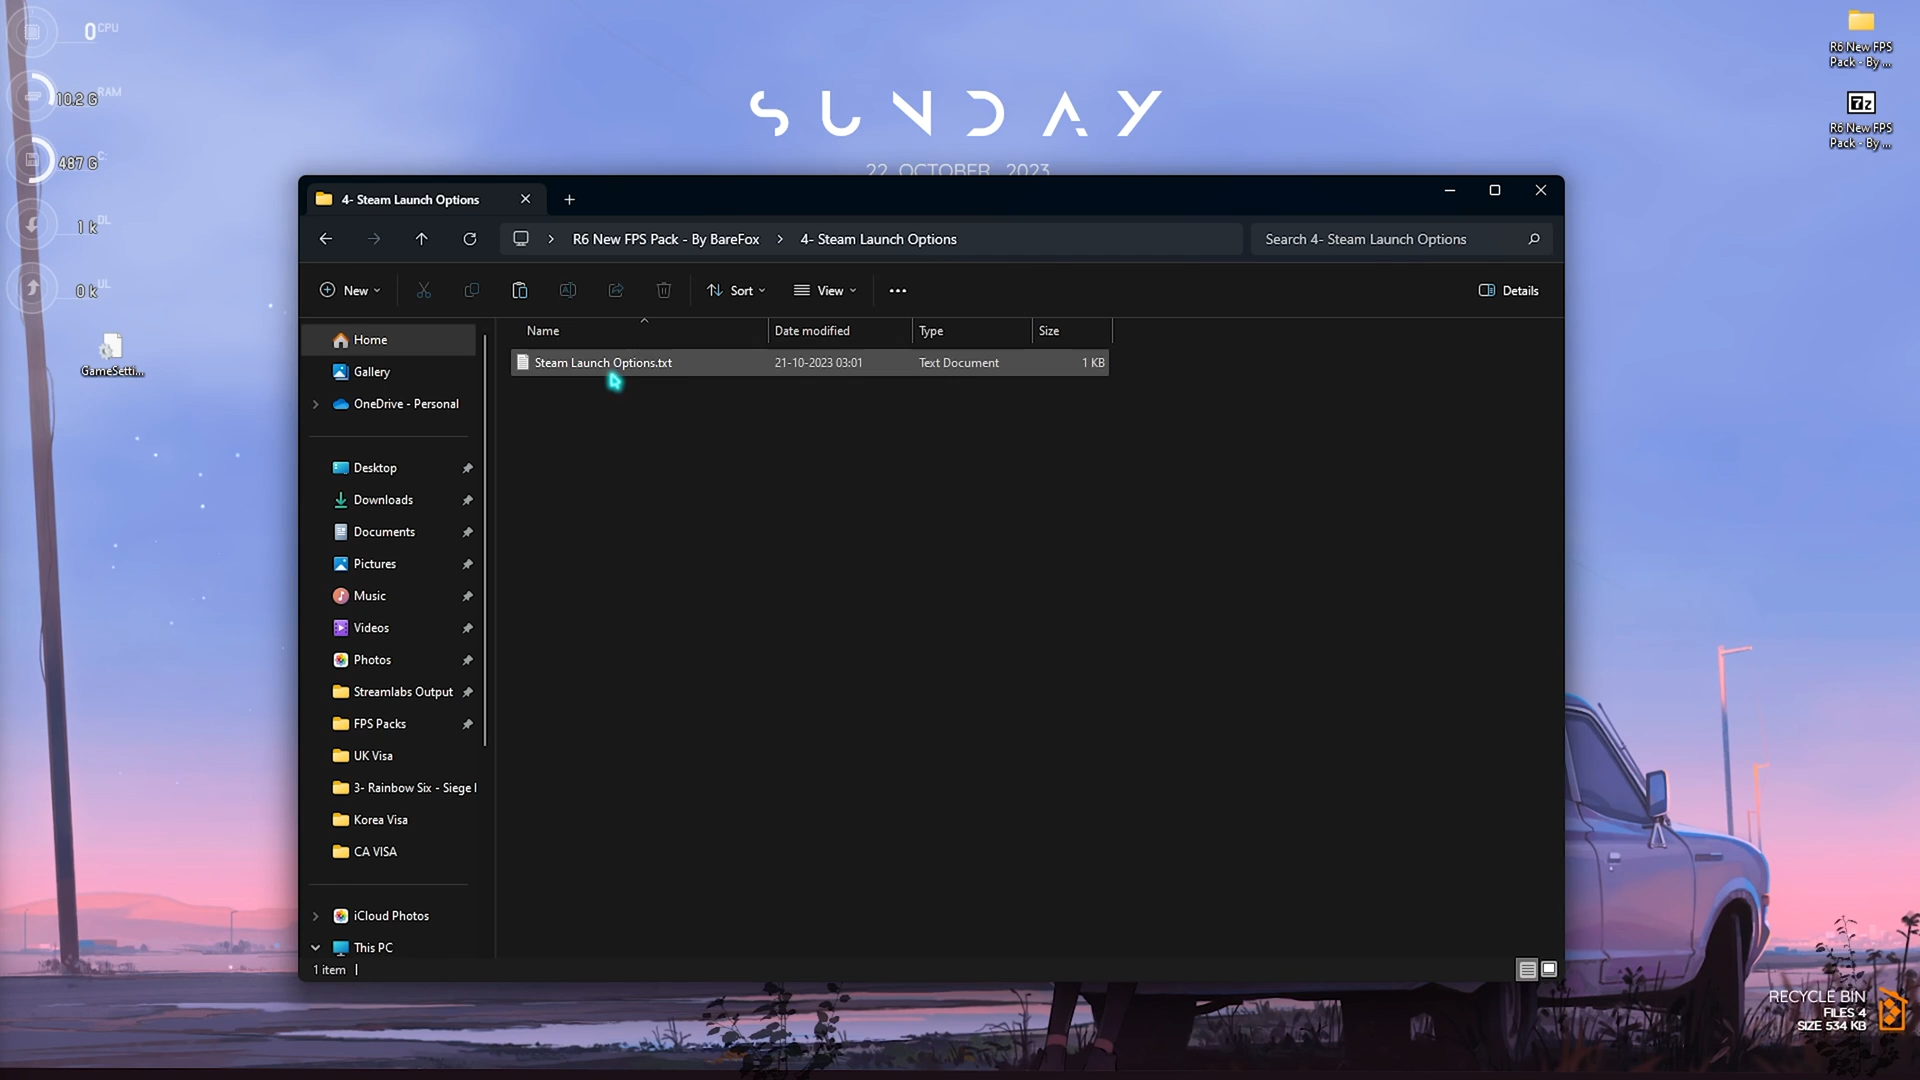 0 CPU
10.2 G RAM
487 G C:
1 k DL
0 k UL
GameSetti...
SUNDAY
22 OCTOBER 2023
R6 New FPS
Pack - By ...
R6 New FPS
Pack - By ...
4- Steam Launch Options
R6 New FPS Pack - By BareFox > 4- Steam Launch Options
Search 4- Steam Launch Options
New
Sort
View
Details
Name Date modified Type Size
Steam Launch Options.txt 21-10-2023 03:01 Text Document 1 KB
Home
Gallery
OneDrive - Personal
Desktop
Downloads
Documents
Pictures
Music
Videos
Photos
Streamlabs Output
FPS Packs
UK Visa
3- Rainbow Six - Siege I
Korea Visa
CA VISA
iCloud Photos
This PC
1 item
RECYCLE BIN
FILES 4
SIZE 534 KB